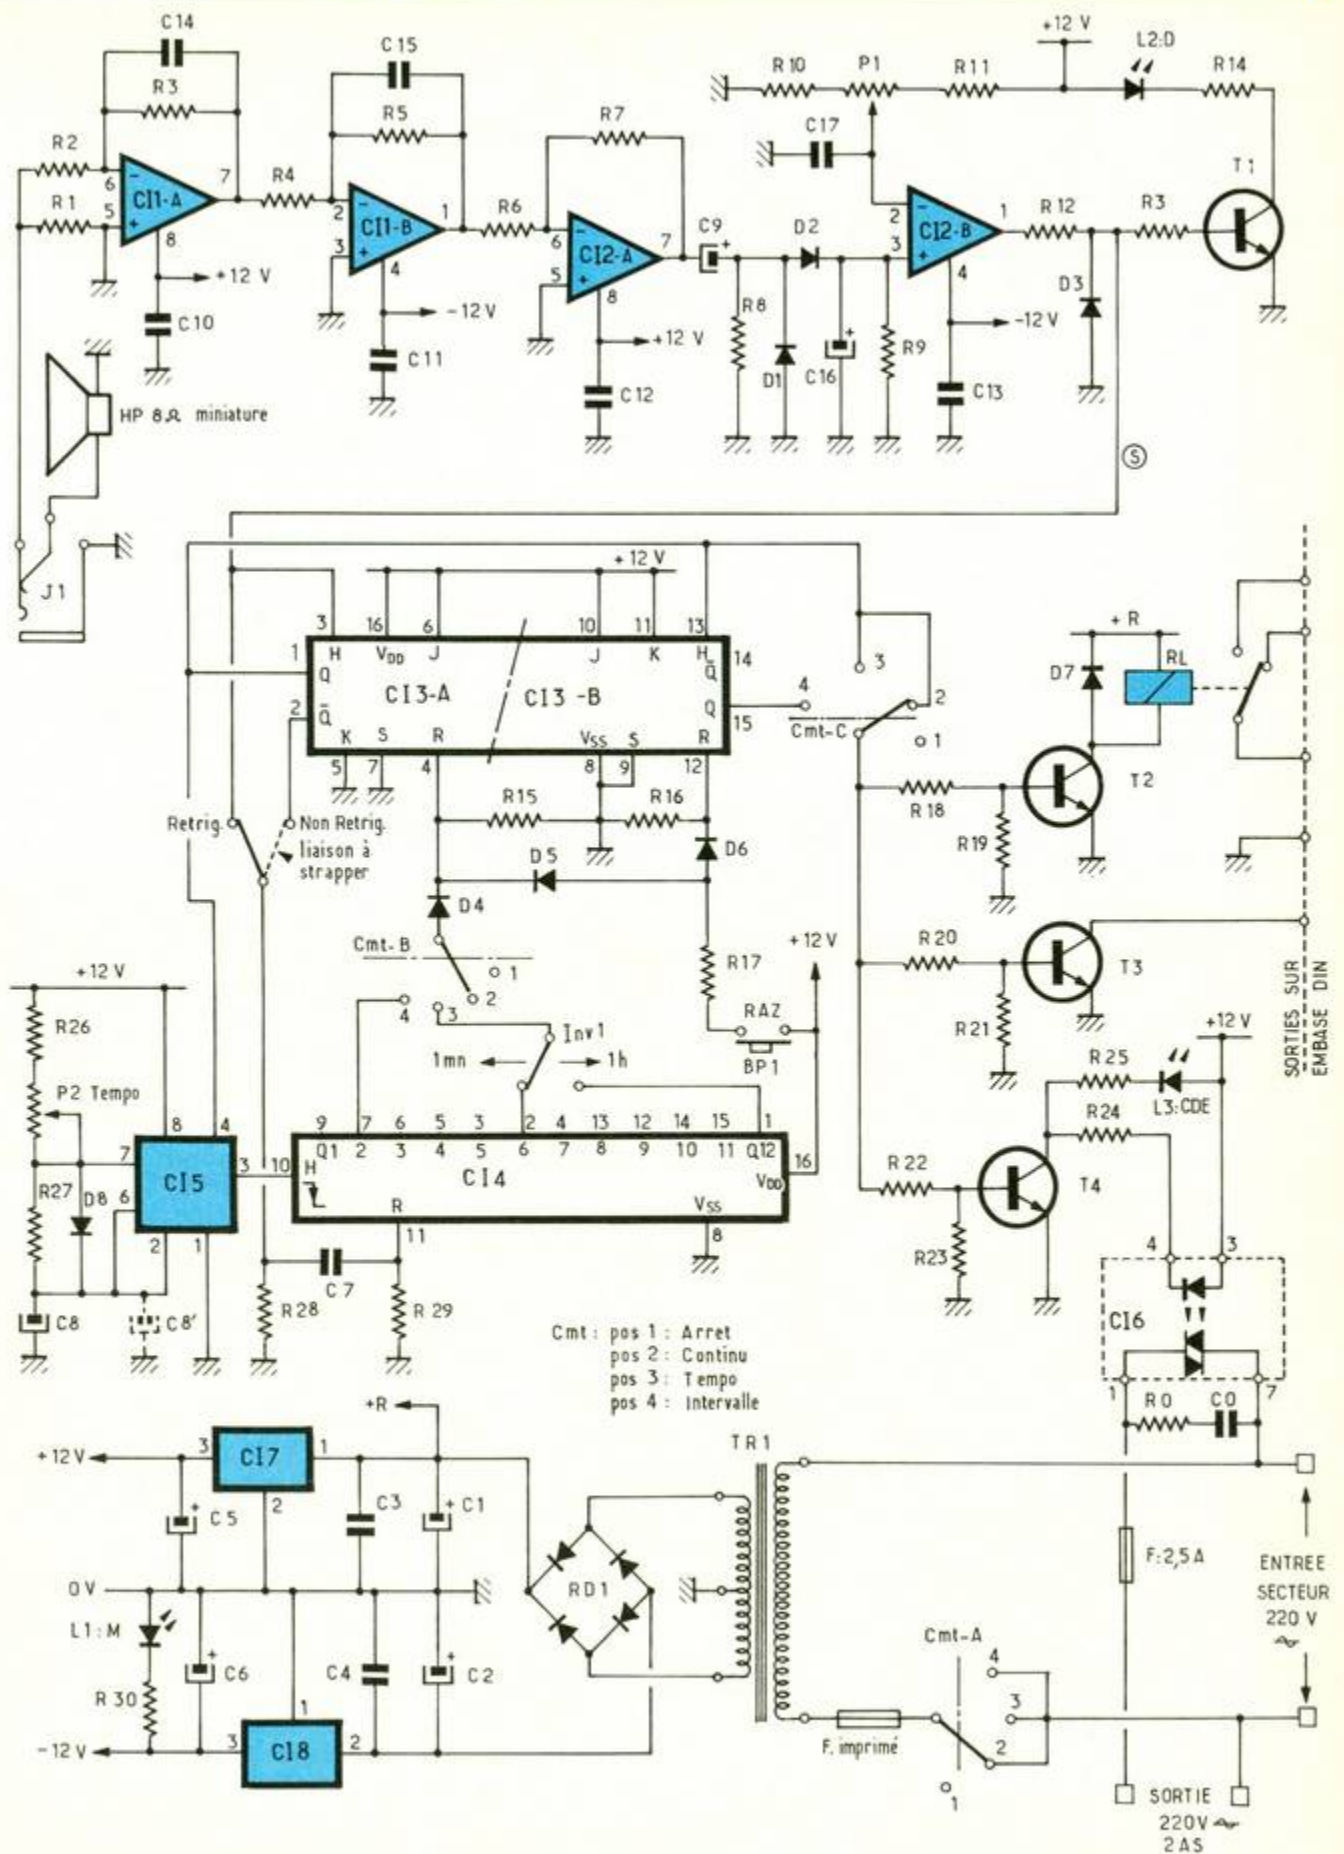 C14
C15
+12 V
L2:D
R3
R5
R7
R10
P1
R11
R14
C17
T1
R2
6
-
CI1-A
7
R4
R1
5
+
8
2
-
CI1-B
1
R6
3
+
4
6
-
CI2-A
7
C9
+
D2
5
+
8
2
-
CI2-B
1
R12
R3
3
+
4
+12 V
-12 V
+12 V
-12 V
C10
C11
C12
R8
D1
C16
+
R9
C13
D3
HP 8Ω miniature
S
J1
+12 V
3
16
6
10
11
13
H
VDD
J
J
K
H
Q̄
14
1
Q
CI3-A
CI3-B
2
Q̄
Q
15
K
S
R
VSS
S
R
5
7
4
8
9
12
3
4
2
Cmt-C
1
+R
D7
RL
T2
R18
R19
Retrig.
Non Retrig.
liaison à
strapper
R15
R16
D5
D6
D4
Cmt-B
1
2
4
3
R17
+12 V
RAZ
BP1
Inv1
1mn
1h
R20
T3
R21
SORTIES SUR
EMBASE DIN
+12 V
R26
P2 Tempo
8
4
7
CI5
3
6
R27
D8
2
1
C8
C8'
9
7
6
5
3
2
4
13
12
14
15
1
Q1
2
3
4
5
6
7
8
9
10
11
Q12
10
H
CI4
16
VDD
R
VSS
11
8
C7
R28
R29
+12 V
R25
L3:CDE
R24
R22
T4
R23
4
3
CI6
1
7
R0
C0
Cmt: pos 1: Arret
pos 2: Continu
pos 3: Tempo
pos 4: Intervalle
+R
+12V
3
CI7
1
2
C5
+
C3
C1
+
TR1
RD1
0V
L1:M
R30
C6
+
C4
C2
+
1
-12V
3
CI8
2
F. imprimé
Cmt-A
4
3
2
1
F:2,5A
ENTREE
SECTEUR
220 V
SORTIE
220V
2AS